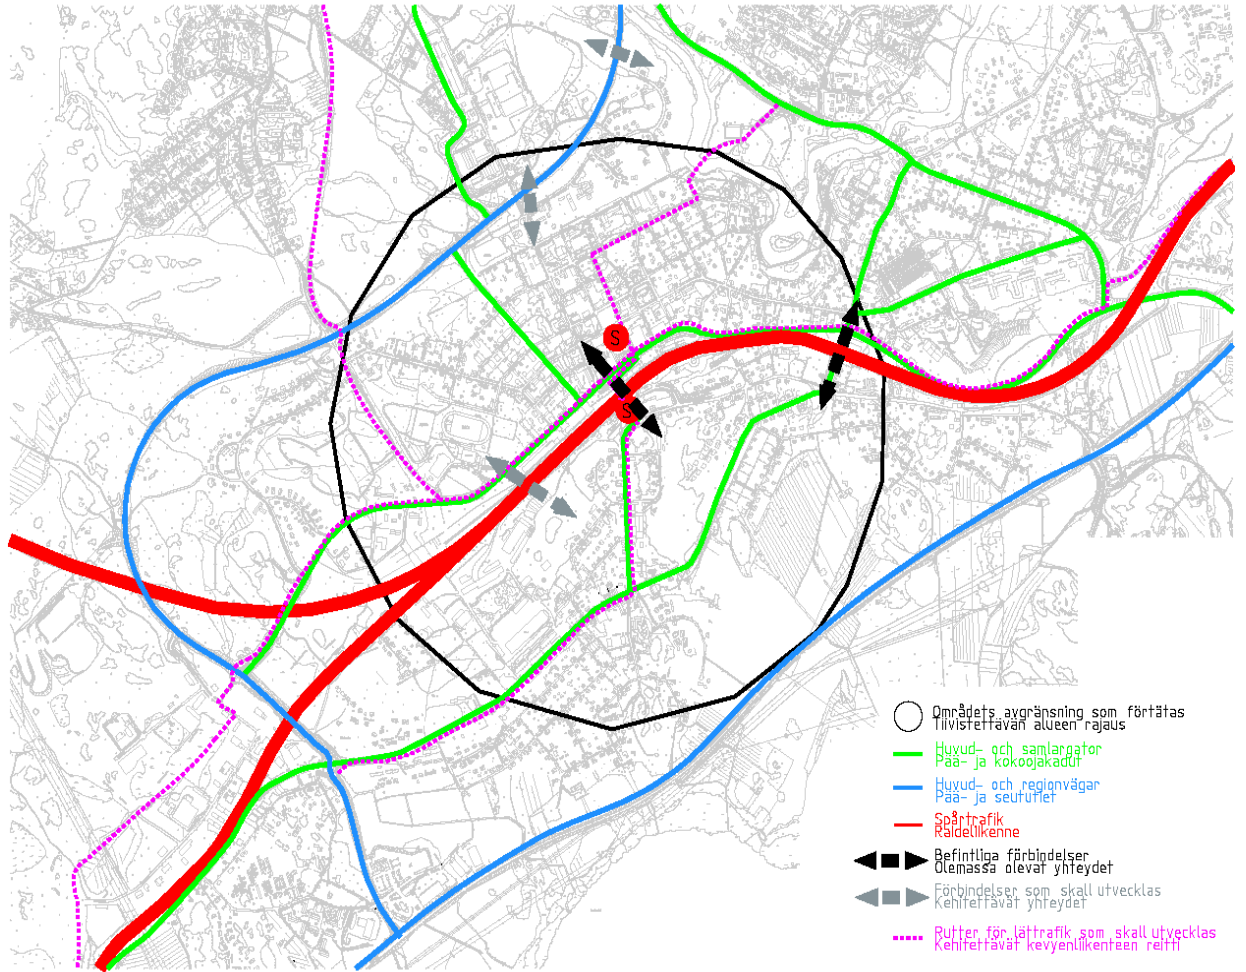 S
S
Områdets avgränsning som förtätas
Tiivistettävän alueen rajaus
Huvud- och samlargator
Pää- ja kokoojakadut
Huvud- och regionvägar
Pää- ja seututiet
Spårtrafik
Raideliikenne
Befintliga förbindelser
Olemassa olevat yhteydet
Förbindelser som skall utvecklas
Kehitettävät yhteydet
Rutter för lättrafik som skall utvecklas
Kehitettävät kevyenliikenteen reitti